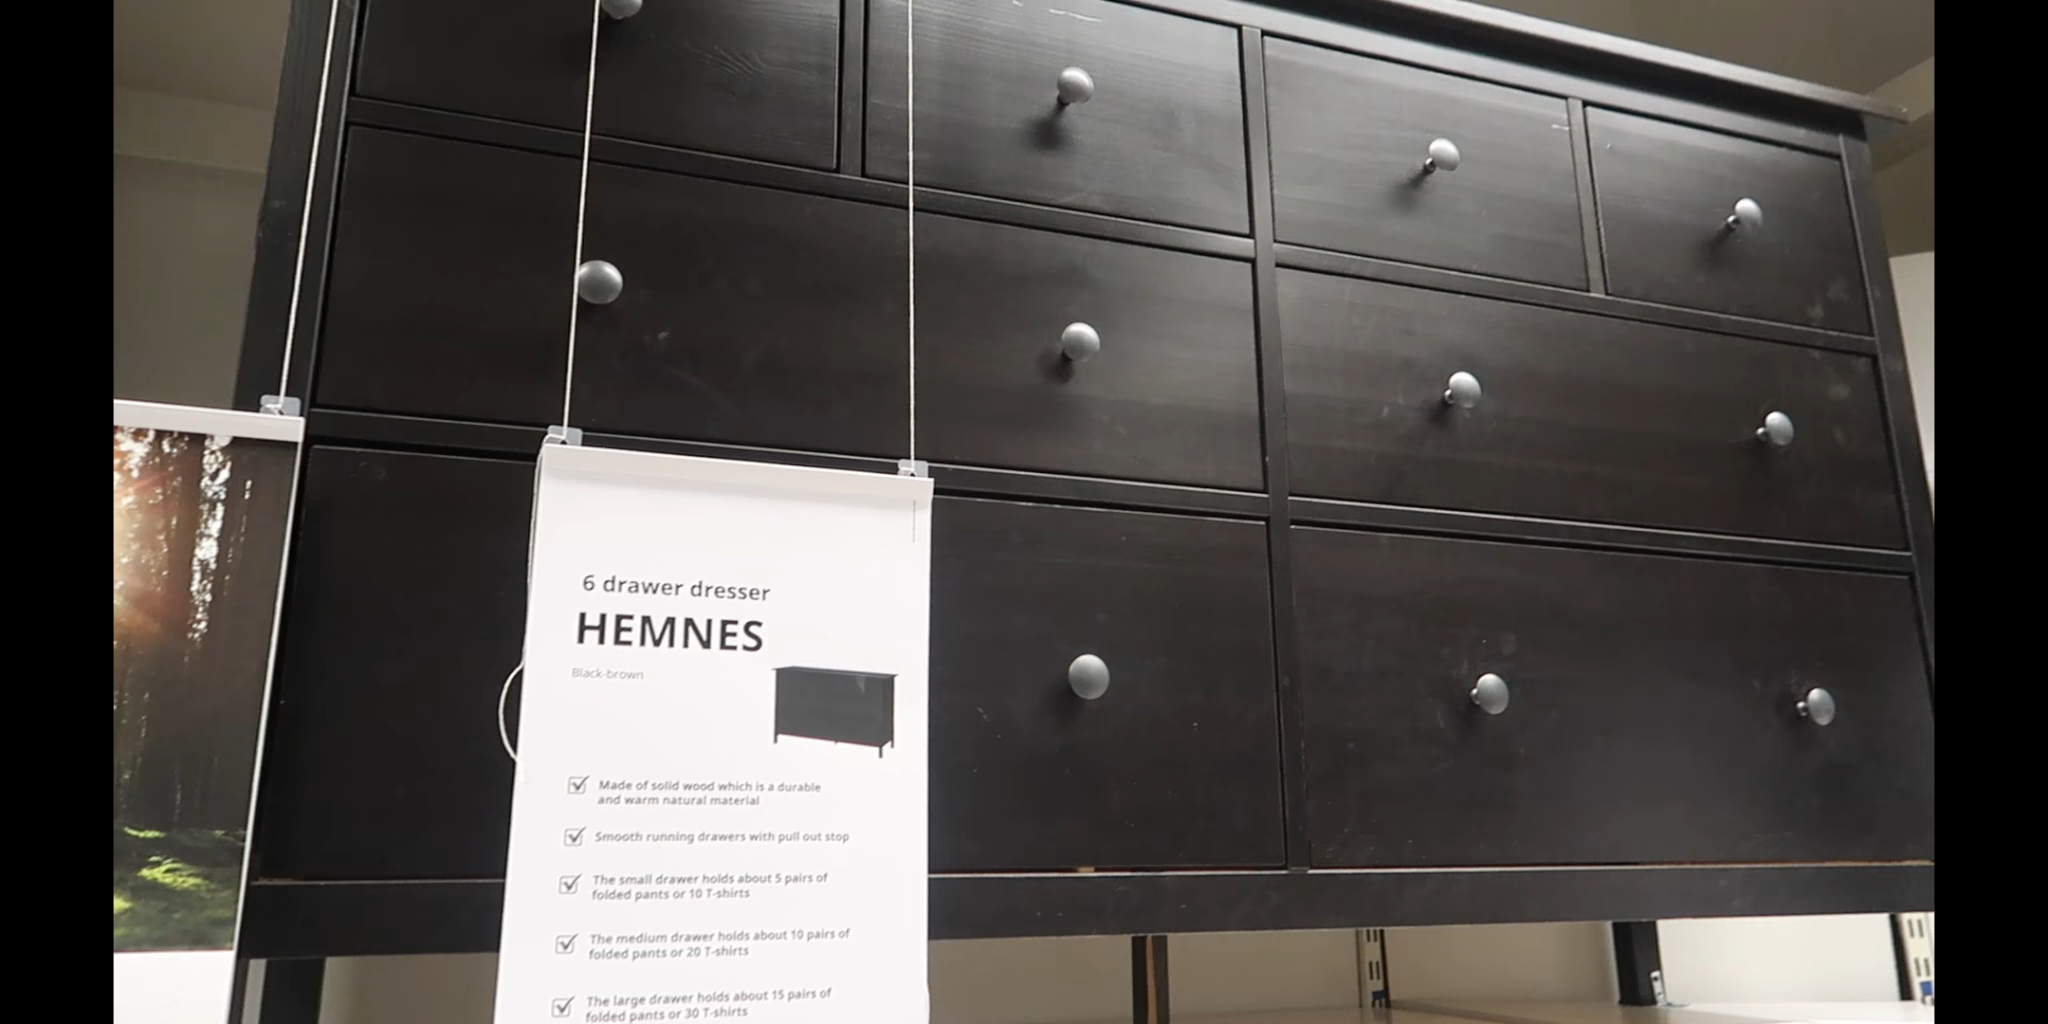 6 drawer dresser
HEMNES
Black-brown
Made of solid wood which is a durable
and warm natural material
Smooth running drawers with pull out stop
The small drawer holds about 5 pairs of
folded pants or 10 T-shirts
The medium drawer holds about 10 pairs of
folded pants or 20 T-shirts
The large drawer holds about 15 pairs of
folded pants or 30 T-shirts